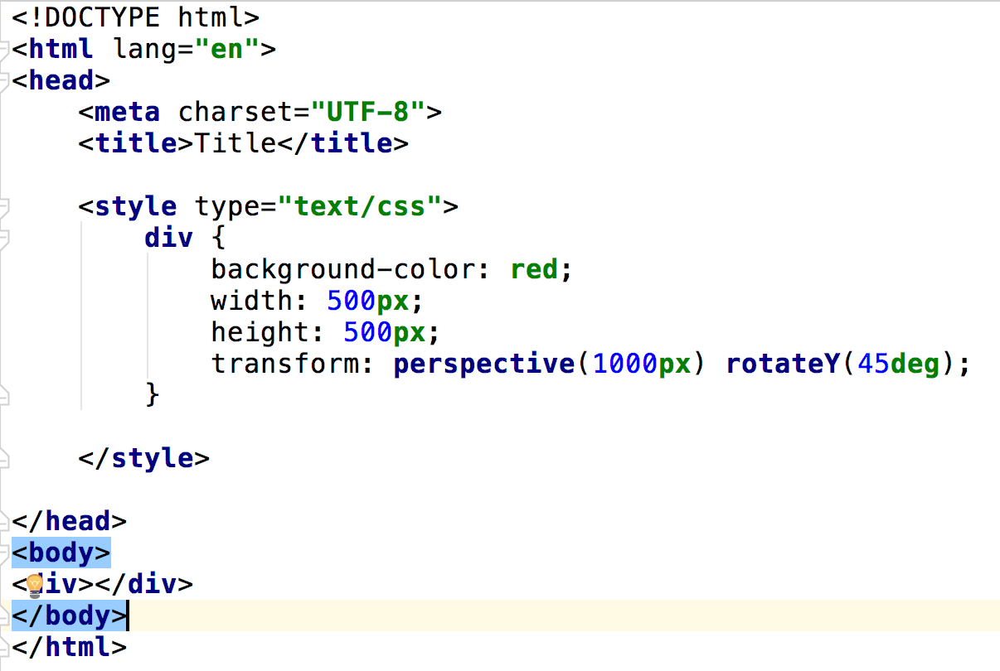 <!DOCTYPE html>
<html lang="en">
<head>
    <meta charset="UTF-8">
    <title>Title</title>

    <style type="text/css">
        div {
            background-color: red;
            width: 500px;
            height: 500px;
            transform: perspective(1000px) rotateY(45deg);
        }

    </style>

</head>
<body>
<div></div>
</body>
</html>